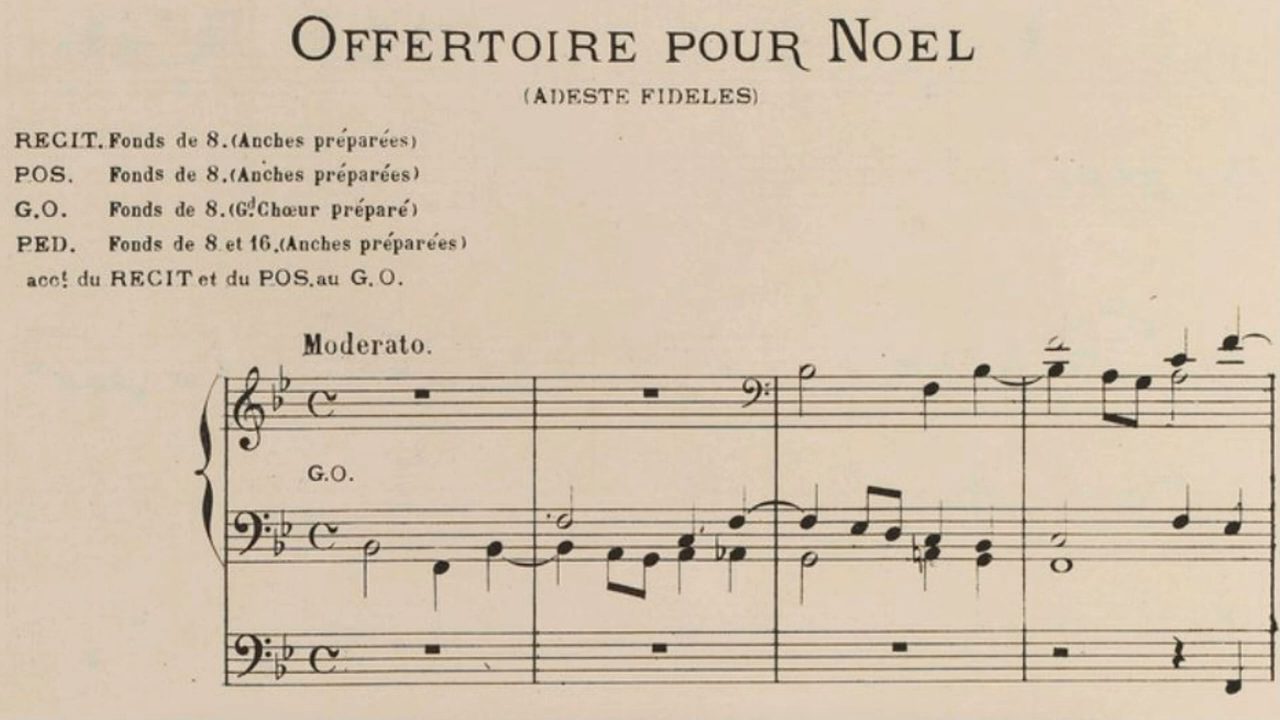 OFFERTOIRE POUR NOEL
(ADESTE FIDELES)
RECIT. Fonds de 8. (Anches préparées)
POS. Fonds de 8. (Anches préparées)
G.O. Fonds de 8. (Gd. Chœur préparé)
PED. Fonds de 8 et 16. (Anches préparées)
acct. du RECIT et du POS. au G.O.
Moderato.
G.O.